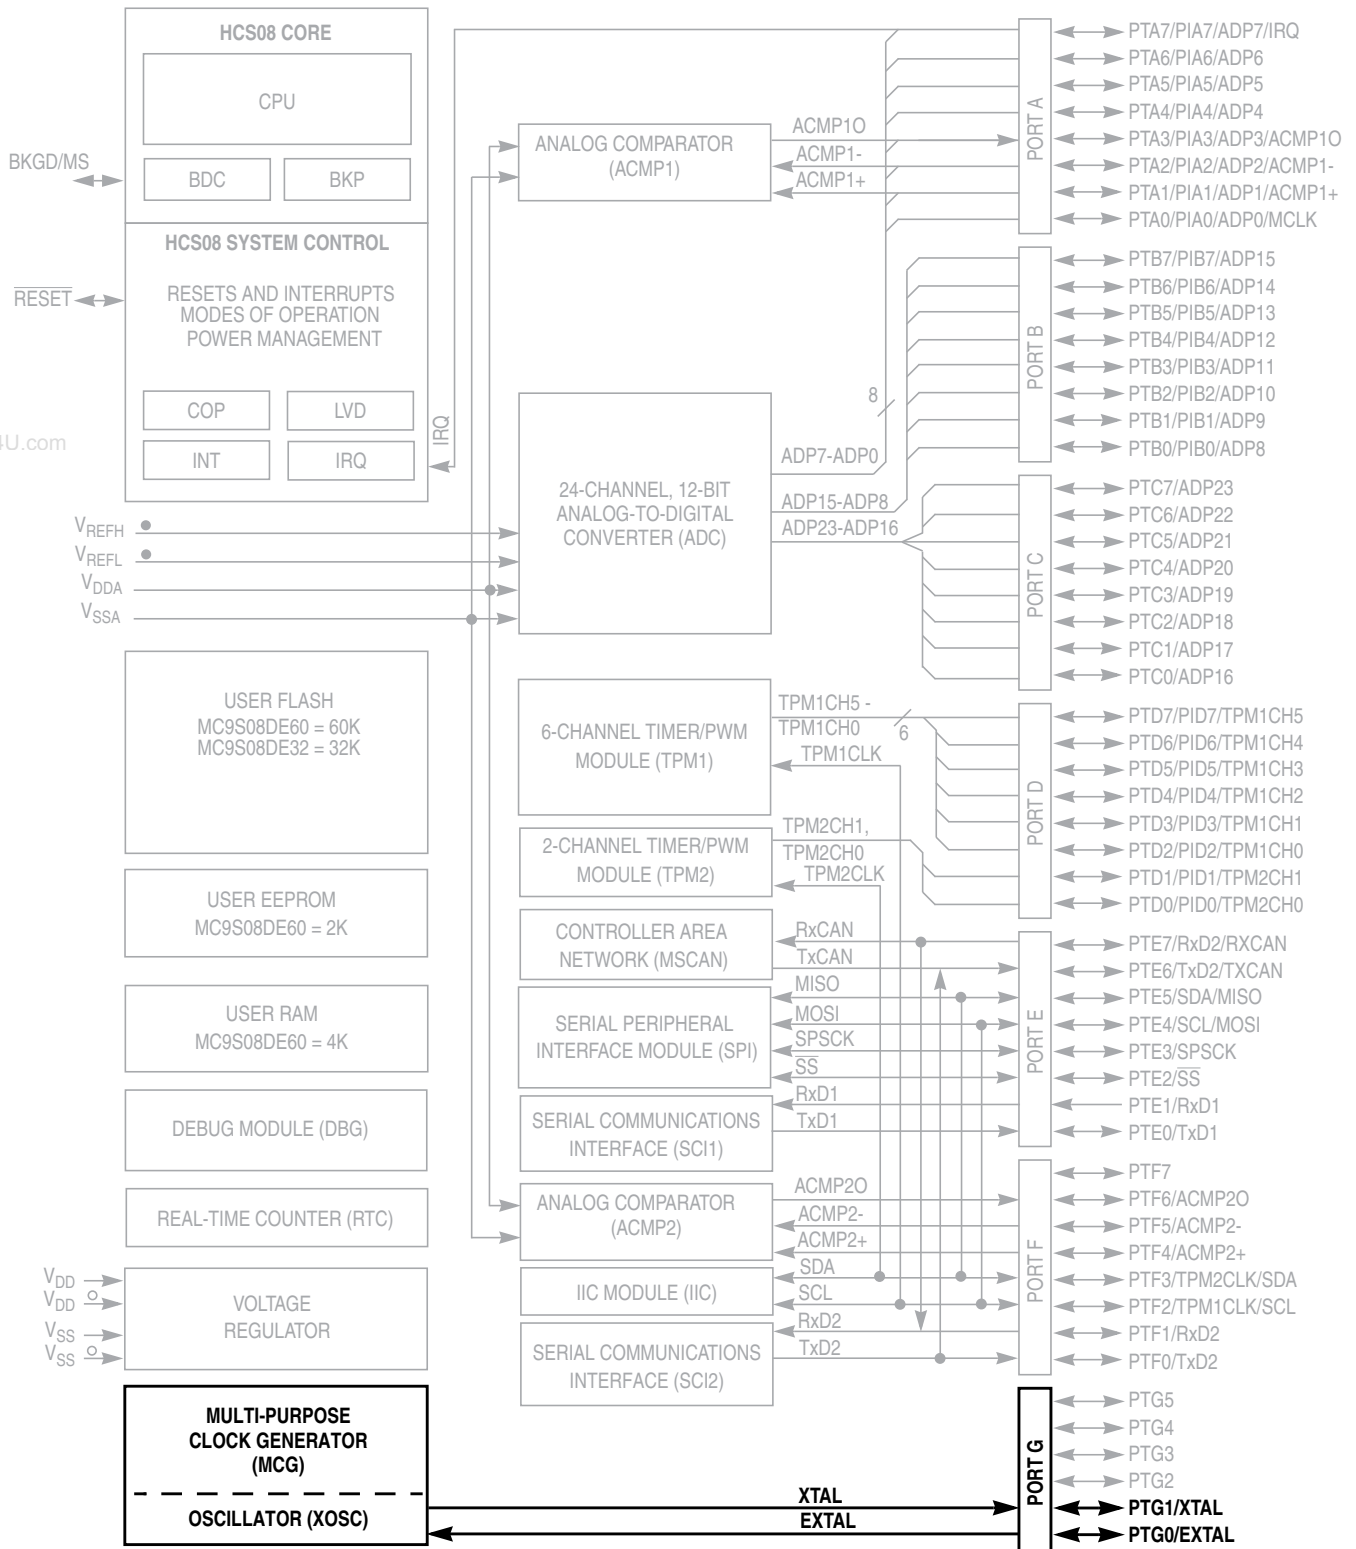 HCS08 CORE
CPU
BDC
BKP
BKGD/MS
HCS08 SYSTEM CONTROL
RESETS AND INTERRUPTS
MODES OF OPERATION
POWER MANAGEMENT
RESET
COP
LVD
INT
IRQ
IRQ
4U.com
VREFH
VREFL
VDDA
VSSA
USER FLASH
MC9S08DE60 = 60K
MC9S08DE32 = 32K
USER EEPROM
MC9S08DE60 = 2K
USER RAM
MC9S08DE60 = 4K
DEBUG MODULE (DBG)
REAL-TIME COUNTER (RTC)
VDD
VDD
VSS
VSS
VOLTAGE
REGULATOR
MULTI-PURPOSE
CLOCK GENERATOR
(MCG)
OSCILLATOR (XOSC)
ANALOG COMPARATOR
(ACMP1)
ACMP1O
ACMP1-
ACMP1+
24-CHANNEL, 12-BIT
ANALOG-TO-DIGITAL
CONVERTER (ADC)
8
ADP7-ADP0
ADP15-ADP8
ADP23-ADP16
6-CHANNEL TIMER/PWM
MODULE (TPM1)
TPM1CH5 -
TPM1CH0
6
TPM1CLK
2-CHANNEL TIMER/PWM
MODULE (TPM2)
TPM2CH1,
TPM2CH0
TPM2CLK
CONTROLLER AREA
NETWORK (MSCAN)
RxCAN
TxCAN
SERIAL PERIPHERAL
INTERFACE MODULE (SPI)
MISO
MOSI
SPSCK
SS
SERIAL COMMUNICATIONS
INTERFACE (SCI1)
RxD1
TxD1
ANALOG COMPARATOR
(ACMP2)
ACMP2O
ACMP2-
ACMP2+
IIC MODULE (IIC)
SDA
SCL
SERIAL COMMUNICATIONS
INTERFACE (SCI2)
RxD2
TxD2
XTAL
EXTAL
PORT A
PTA7/PIA7/ADP7/IRQ
PTA6/PIA6/ADP6
PTA5/PIA5/ADP5
PTA4/PIA4/ADP4
PTA3/PIA3/ADP3/ACMP1O
PTA2/PIA2/ADP2/ACMP1-
PTA1/PIA1/ADP1/ACMP1+
PTA0/PIA0/ADP0/MCLK
PORT B
PTB7/PIB7/ADP15
PTB6/PIB6/ADP14
PTB5/PIB5/ADP13
PTB4/PIB4/ADP12
PTB3/PIB3/ADP11
PTB2/PIB2/ADP10
PTB1/PIB1/ADP9
PTB0/PIB0/ADP8
PORT C
PTC7/ADP23
PTC6/ADP22
PTC5/ADP21
PTC4/ADP20
PTC3/ADP19
PTC2/ADP18
PTC1/ADP17
PTC0/ADP16
PORT D
PTD7/PID7/TPM1CH5
PTD6/PID6/TPM1CH4
PTD5/PID5/TPM1CH3
PTD4/PID4/TPM1CH2
PTD3/PID3/TPM1CH1
PTD2/PID2/TPM1CH0
PTD1/PID1/TPM2CH1
PTD0/PID0/TPM2CH0
PORT E
PTE7/RxD2/RXCAN
PTE6/TxD2/TXCAN
PTE5/SDA/MISO
PTE4/SCL/MOSI
PTE3/SPSCK
PTE2/SS
PTE1/RxD1
PTE0/TxD1
PORT F
PTF7
PTF6/ACMP2O
PTF5/ACMP2-
PTF4/ACMP2+
PTF3/TPM2CLK/SDA
PTF2/TPM1CLK/SCL
PTF1/RxD2
PTF0/TxD2
PORT G
PTG5
PTG4
PTG3
PTG2
PTG1/XTAL
PTG0/EXTAL